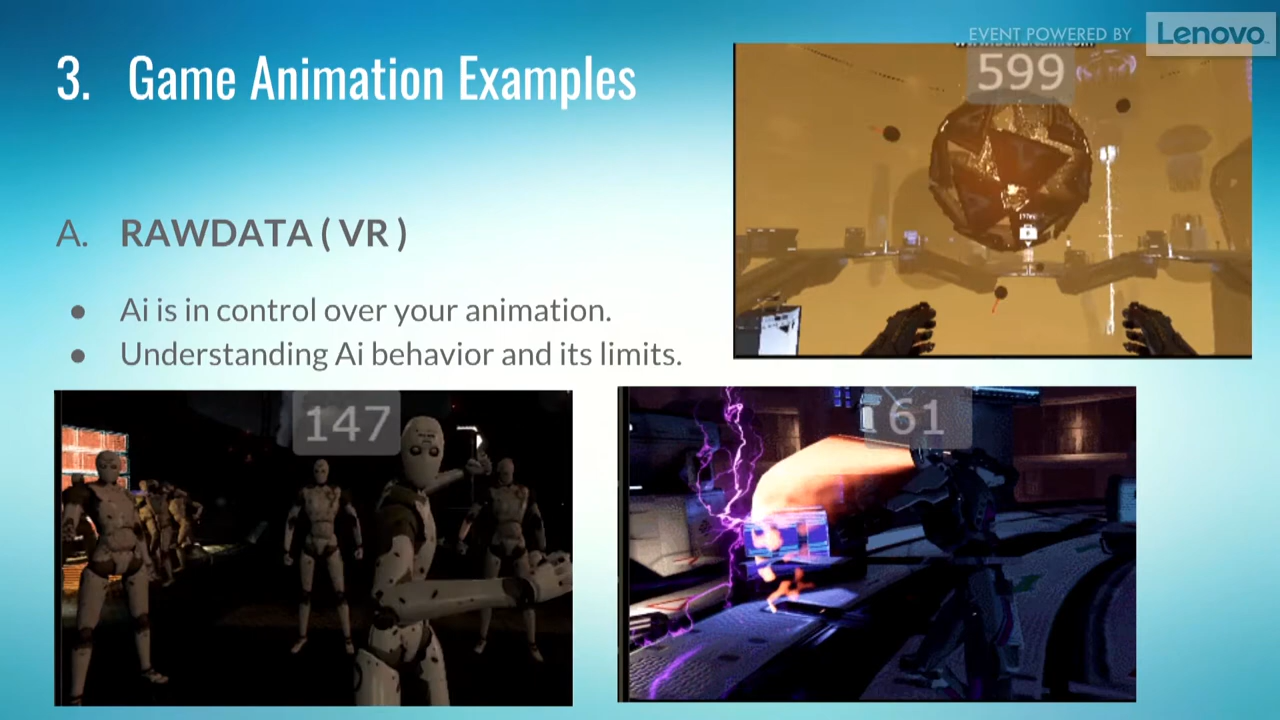 EVENT POWERED BY Lenovo
3. Game Animation Examples
599
A. RAWDATA ( VR )
● Ai is in control over your animation.
● Understanding Ai behavior and its limits.
147
61